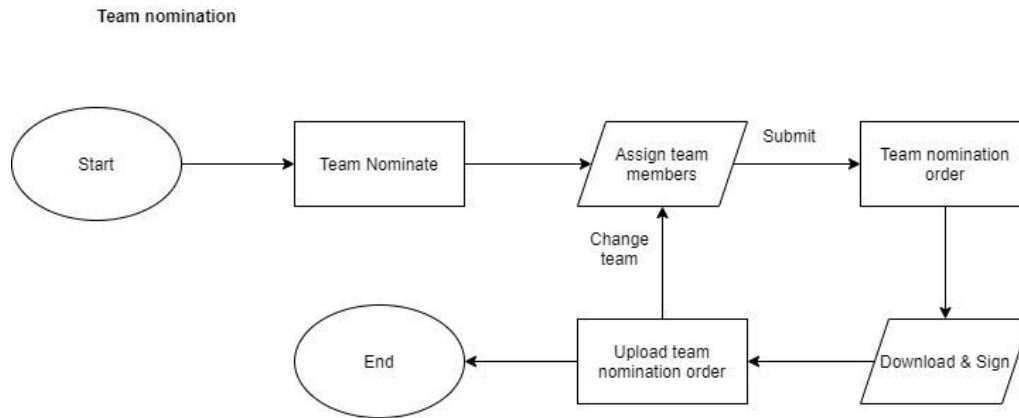 Team nomination
Start
Team Nominate
Assign team
members
Submit
Team nomination
order
Change
team
End
Upload team
nomination order
Download & Sign